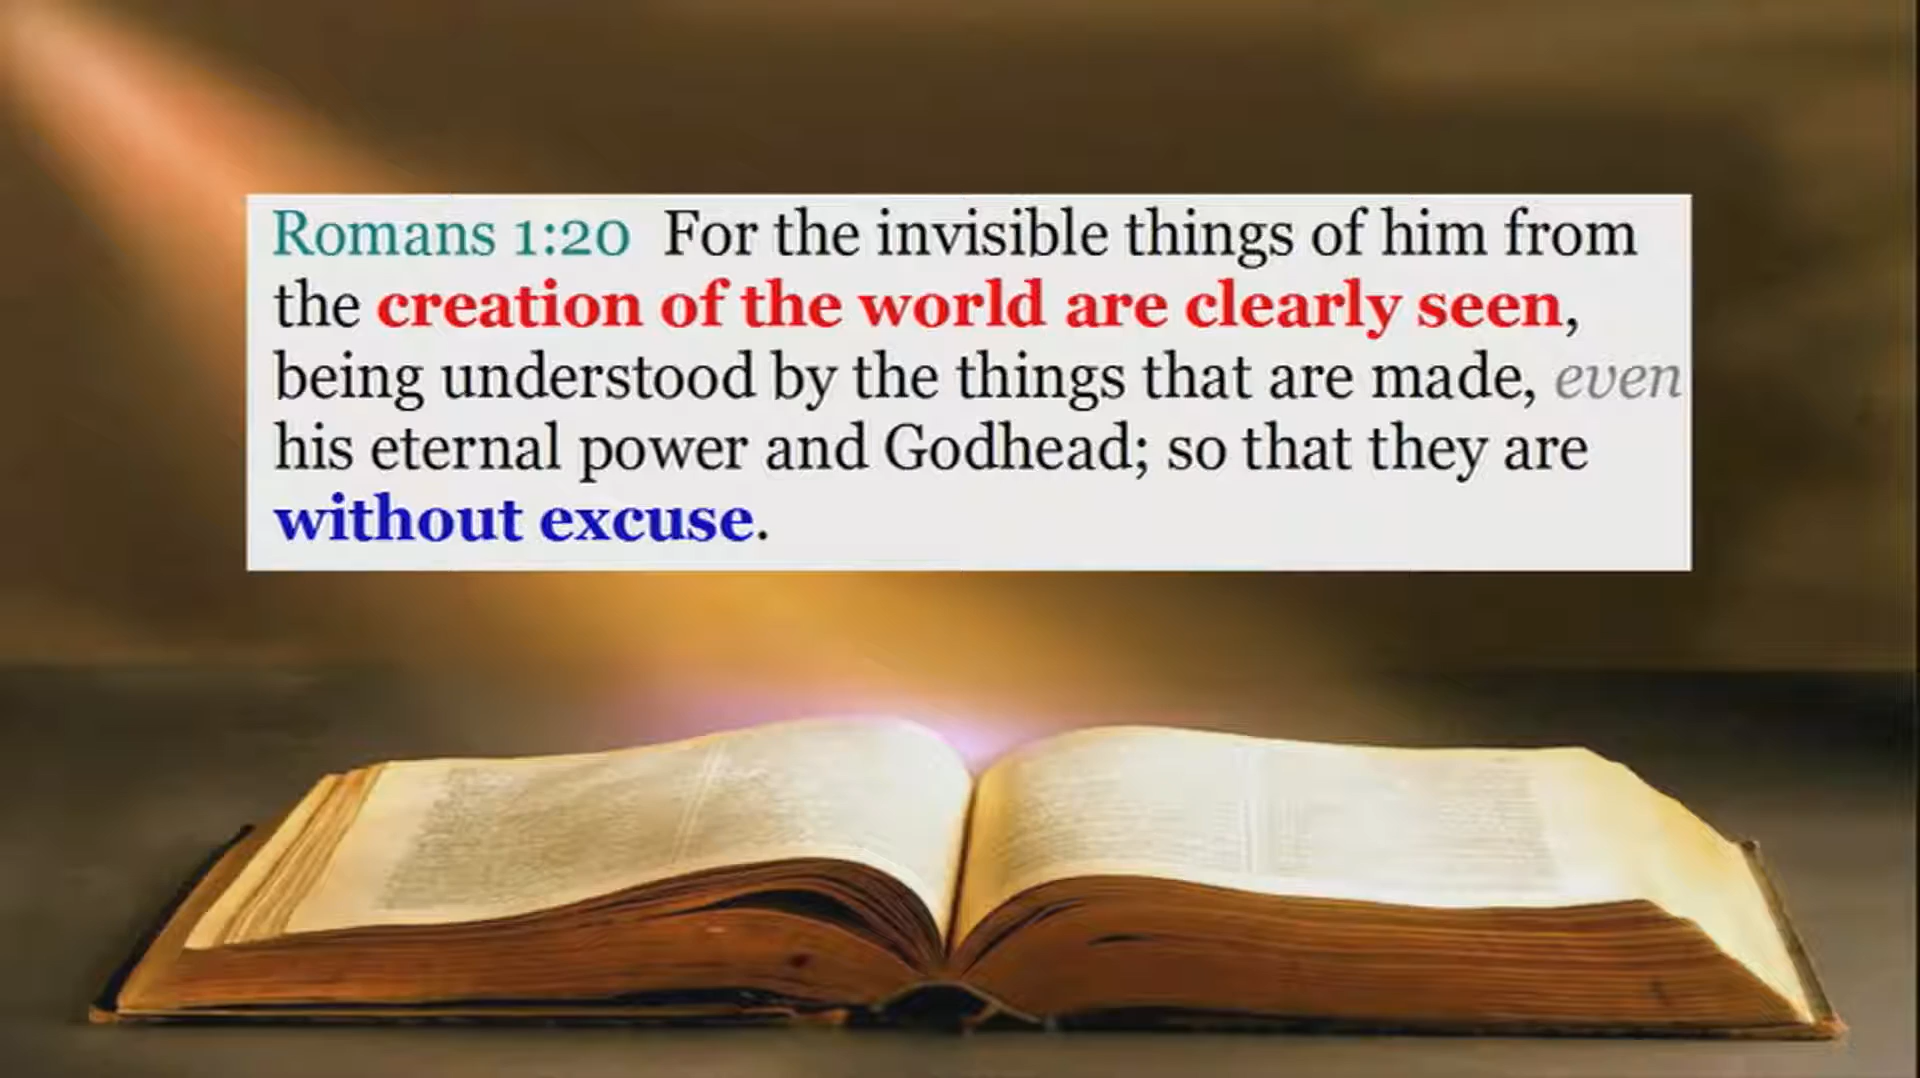 Romans 1:20 For the invisible things of him from
the creation of the world are clearly seen,
being understood by the things that are made, even
his eternal power and Godhead; so that they are
without excuse.